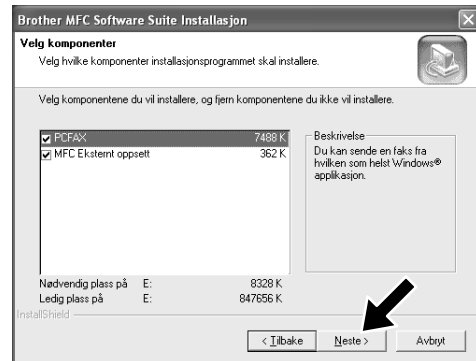 Brother MFC Software Suite Installasjon
Velg komponenter
Velg hvilke komponenter installasjonsprogrammet skal installere.
Velg komponentene du vil installere, og fjern komponentene du ikke vil installere.
PCFAX 7488 K
MFC Eksternt oppsett 362 K
Beskrivelse
Du kan sende en faks fra
hvilken som helst Windows®
applikasjon.
Nødvendig plass på E: 8328 K
Ledig plass på E: 847656 K
InstallShield
< Tilbake Neste > Avbryt